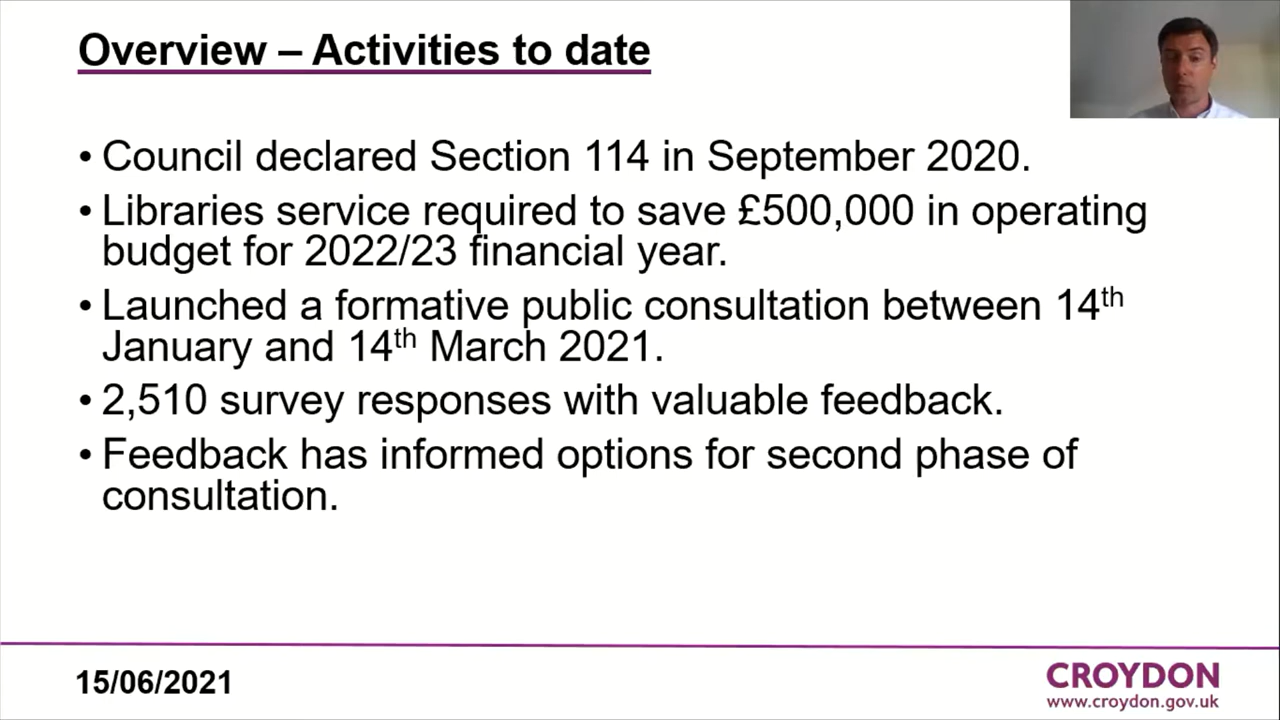 Overview – Activities to date
• Council declared Section 114 in September 2020.
• Libraries service required to save £500,000 in operating
budget for 2022/23 financial year.
• Launched a formative public consultation between 14th
January and 14th March 2021.
• 2,510 survey responses with valuable feedback.
• Feedback has informed options for second phase of
consultation.
15/06/2021
CROYDON
www.croydon.gov.uk